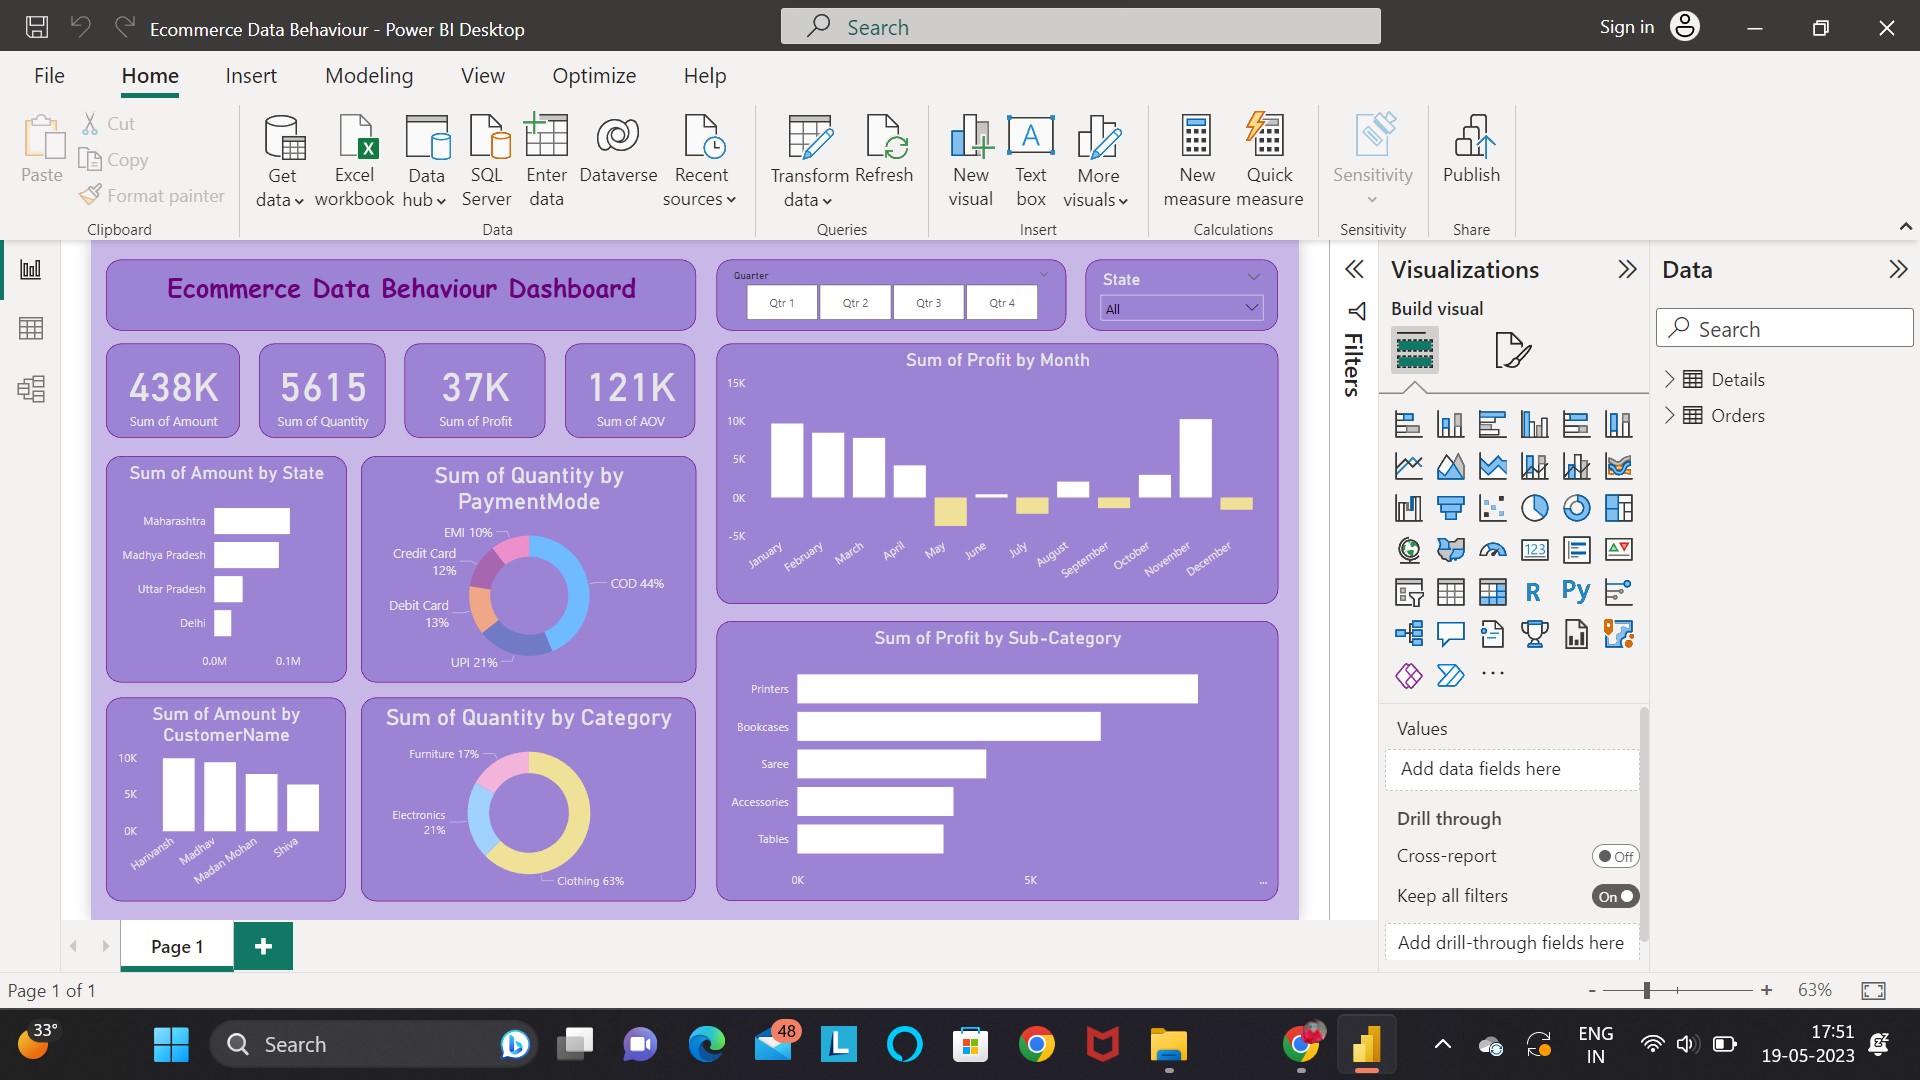 Ecommerce Data Behaviour - Power BI Desktop
Search
Sign in
File
Home
Insert
Modeling
View
Optimize
Help
Paste
Cut
Copy
Format painter
Clipboard
Get data
Excel workbook
Data hub
SQL Server
Enter data
Dataverse
Recent sources
Data
Transform data
Refresh
Queries
New visual
A
Text box
More visuals
Insert
New measure
Quick measure
Calculations
Sensitivity
Sensitivity
Publish
Share
Ecommerce Data Behaviour Dashboard
Quarter
Qtr 1
Qtr 2
Qtr 3
Qtr 4
State
All
438K
Sum of Amount
5615
Sum of Quantity
37K
Sum of Profit
121K
Sum of AOV
Sum of Amount by State
Maharashtra
Madhya Pradesh
Uttar Pradesh
Delhi
0.0M
0.1M
Sum of Quantity by
PaymentMode
EMI 10%
Credit Card
12%
Debit Card
13%
UPI 21%
COD 44%
Sum of Profit by Month
15K
10K
5K
0K
-5K
January
February
March
April
May
June
July
August
September
October
November
December
Sum of Amount by
CustomerName
10K
5K
0K
Harivansh
Madhav
Madan Mohan
Shiva
Sum of Quantity by Category
Furniture 17%
Electronics
21%
Clothing 63%
Sum of Profit by Sub-Category
Printers
Bookcases
Saree
Accessories
Tables
0K
5K
...
Filters
Visualizations
Build visual
123
R
Py
...
Values
Add data fields here
Drill through
Cross-report
Off
Keep all filters
On
Add drill-through fields here
Data
Search
Details
Orders
Page 1
+
Page 1 of 1
- + 63%
33°
Search
48
L
ENG
IN
17:51
19-05-2023